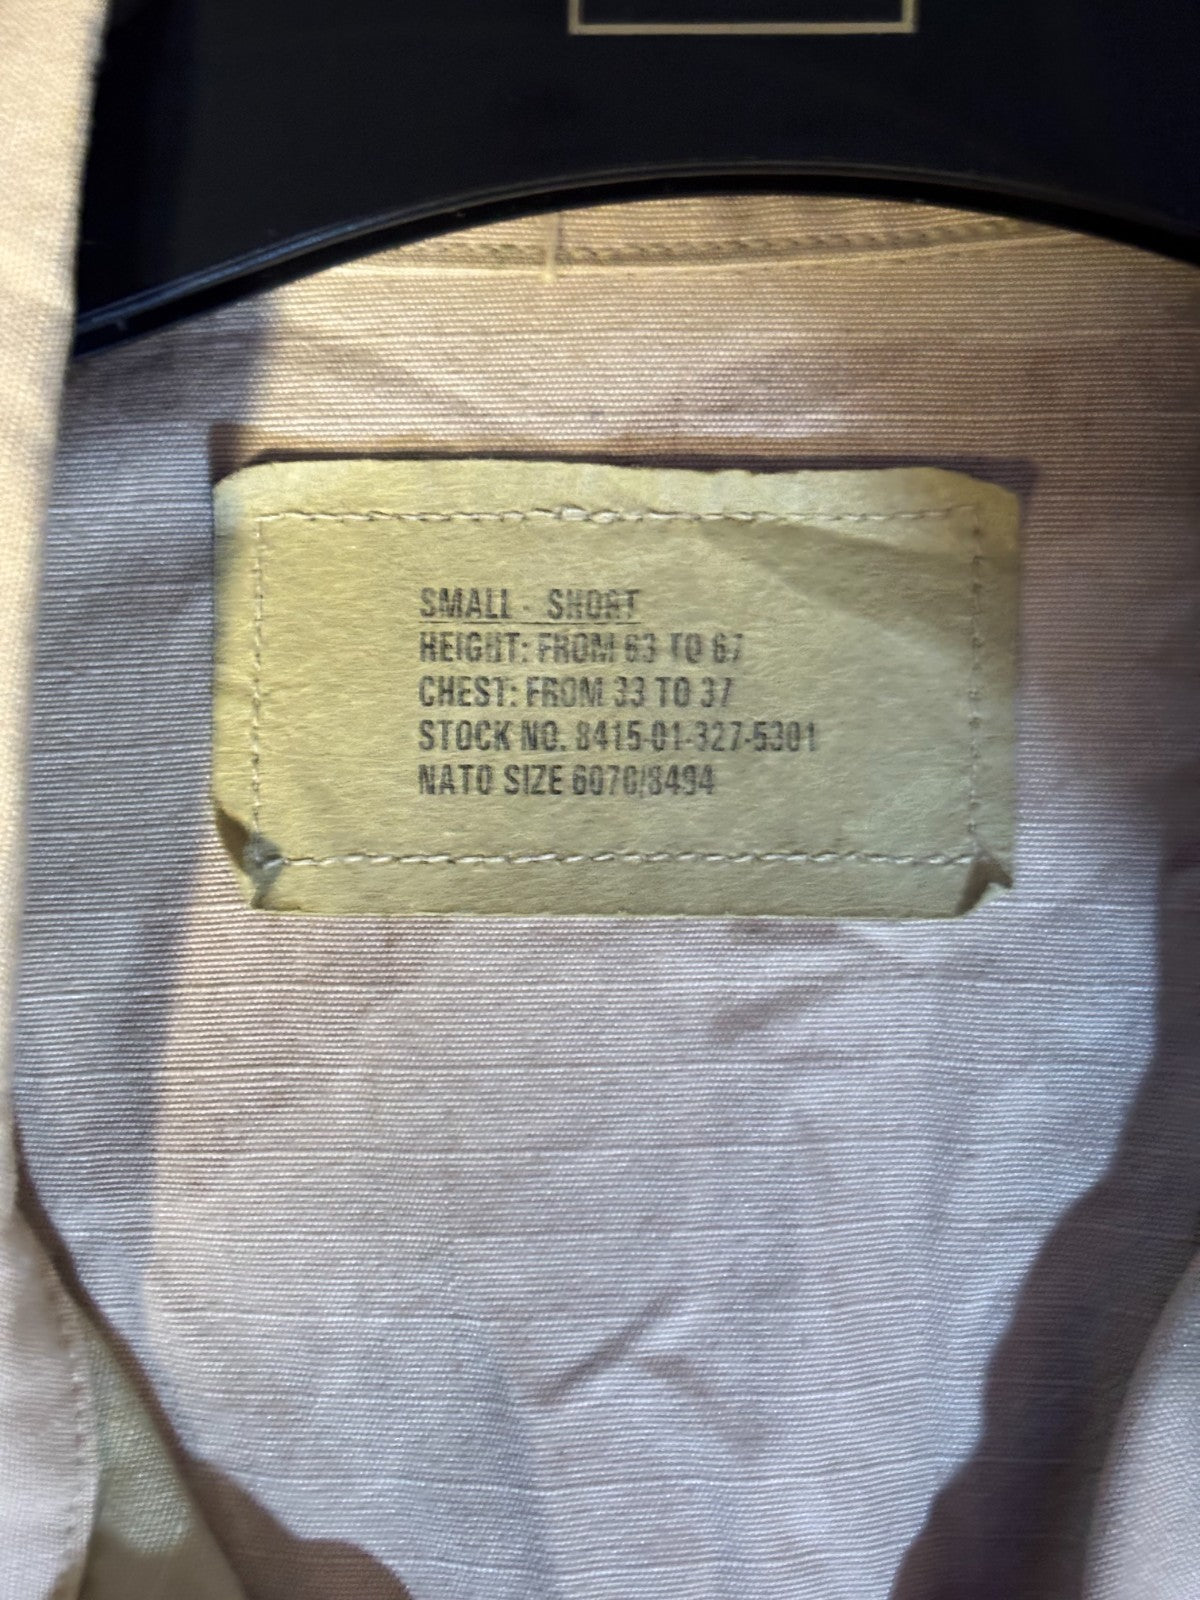 SMALL - SHORT
HEIGHT: FROM 63 TO 67
CHEST: FROM 33 TO 37
STOCK NO. 8415-01-327-5301
NATO SIZE 6070/8494